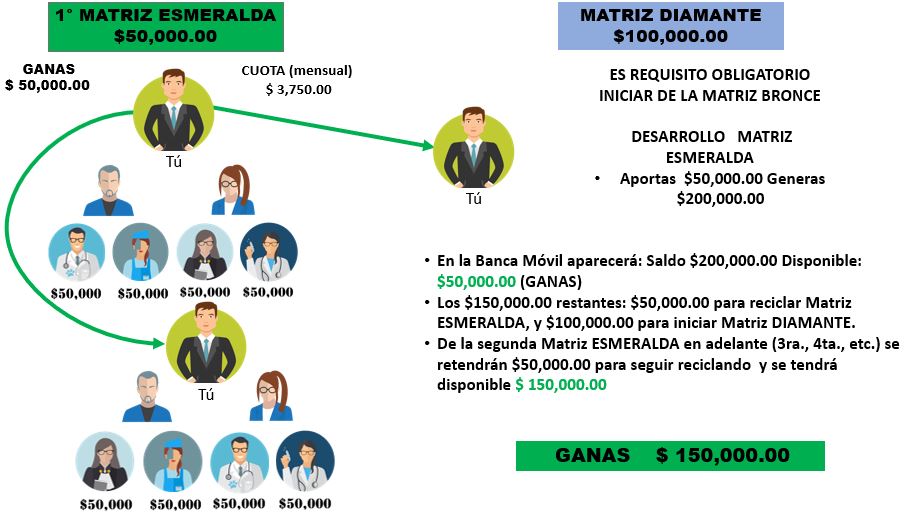 1° MATRIZ ESMERALDA
$50,000.00
GANAS
$ 50,000.00
CUOTA (mensual)
$ 3,750.00
Tú
Tú
$50,000 $50,000 $50,000 $50,000
Tú
$50,000 $50,000 $50,000 $50,000
MATRIZ DIAMANTE
$100,000.00
ES REQUISITO OBLIGATORIO
INICIAR DE LA MATRIZ BRONCE
DESARROLLO MATRIZ
ESMERALDA
• Aportas $50,000.00 Generas
$200,000.00
• En la Banca Móvil aparecerá: Saldo $200,000.00 Disponible:
$50,000.00 (GANAS)
• Los $150,000.00 restantes: $50,000.00 para reciclar Matriz
ESMERALDA, y $100,000.00 para iniciar Matriz DIAMANTE.
• De la segunda Matriz ESMERALDA en adelante (3ra., 4ta., etc.) se
retendrán $50,000.00 para seguir reciclando y se tendrá
disponible $ 150,000.00
GANAS $ 150,000.00